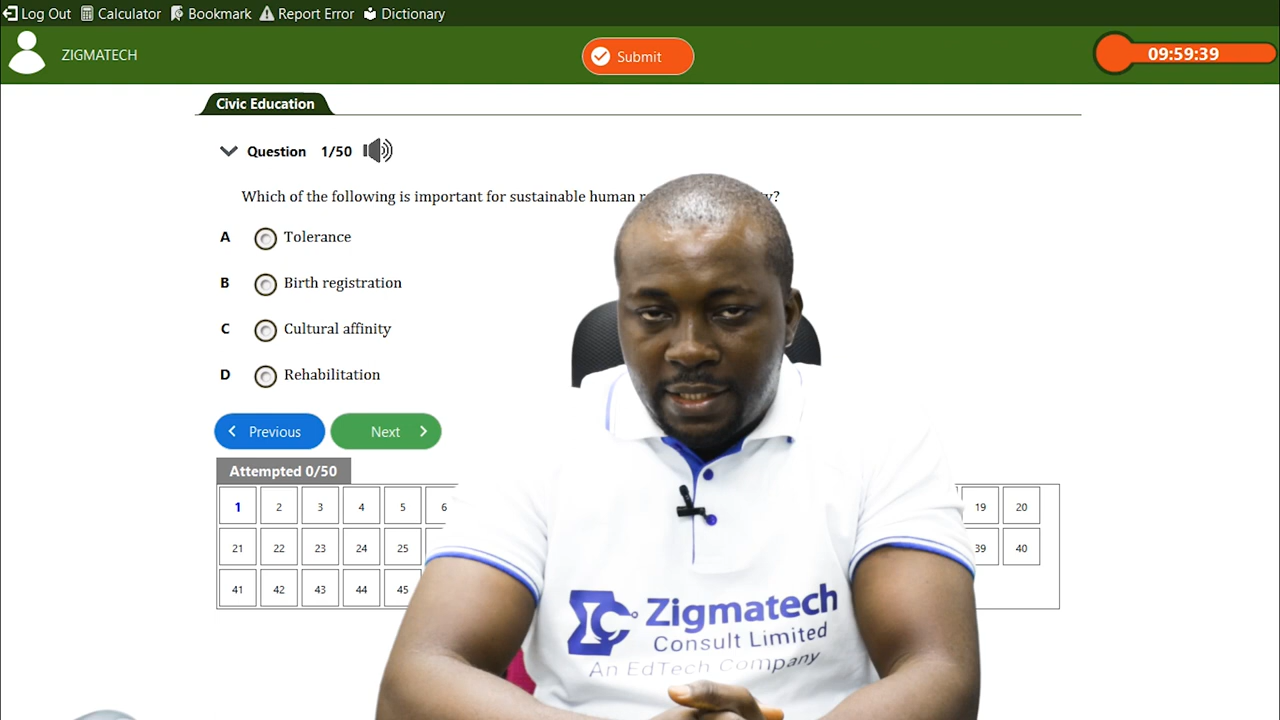 Log Out Calculator Bookmark Report Error Dictionary
ZIGMATECH
Submit
09:59:39
Civic Education
Question 1/50
Which of the following is important for sustainable human
A Tolerance
B Birth registration
C Cultural affinity
D Rehabilitation
Previous
Next
Attempted 0/50
1 2 3 4 5 6 19 20
21 22 23 24 25 39 40
41 42 43 44 45
Zigmatech
Consult Limited
An EdTech Company